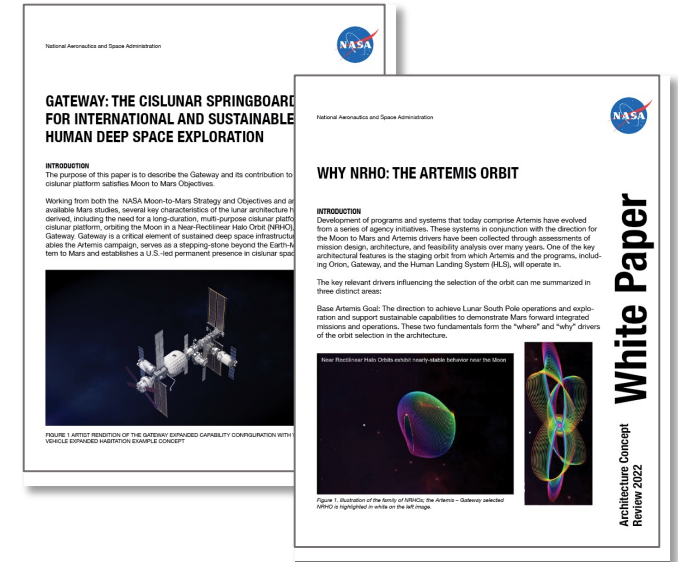 National Aeronautics and Space Administration
NASA
GATEWAY: THE CISLUNAR SPRINGBOARD
FOR INTERNATIONAL AND SUSTAINABLE
HUMAN DEEP SPACE EXPLORATION
INTRODUCTION
The purpose of this paper is to describe the Gateway and its contribution to
cislunar platform satisfies Moon to Mars Objectives.
Working from both the NASA Moon-to-Mars Strategy and Objectives and
available Mars studies, several key characteristics of the lunar architecture
derived, including the need for a long-duration, multi-purpose cislunar
cislunar platform, orbiting the Moon in a Near-Rectilinear Halo Orbit (NRHO),
Gateway. Gateway is a critical element of sustained deep space
ables the Artemis campaign, serves as a stepping-stone beyond the
tem to Mars and establishes a U.S.-led permanent presence in cislunar
FIGURE 1 ARTIST RENDITION OF THE GATEWAY EXPANDED CAPABILITY CONFIGURATION WITH
VEHICLE EXPANDED HABITATION EXAMPLE CONCEPT
National Aeronautics and Space Administration
NASA
WHY NRHO: THE ARTEMIS ORBIT
INTRODUCTION
Development of programs and systems that today comprise Artemis have evolved
from a series of agency initiatives. These systems in conjunction with the direction for
the Moon to Mars and Artemis drivers have been collected through assessments of
mission design, architecture, and feasibility analysis over many years. One of the key
architectural features is the staging orbit from which Artemis and the programs, includ-
ing Orion, Gateway, and the Human Landing System (HLS), will operate in.
The key relevant drivers influencing the selection of the orbit can me summarized in
three distinct areas:
Base Artemis Goal: The direction to achieve Lunar South Pole operations and explo-
ration and support sustainable capabilities to demonstrate Mars forward integrated
missions and operations. These two fundamentals form the “where” and “why” drivers
of the orbit selection in the architecture.
Near Rectilinear Halo Orbits exhibit nearly-stable behavior near the Moon
Figure 1. Illustration of the family of NRHOs; the Artemis – Gateway selected
NRHO is highlighted in white on the left image.
White Paper
Architecture Concept
Review 2022